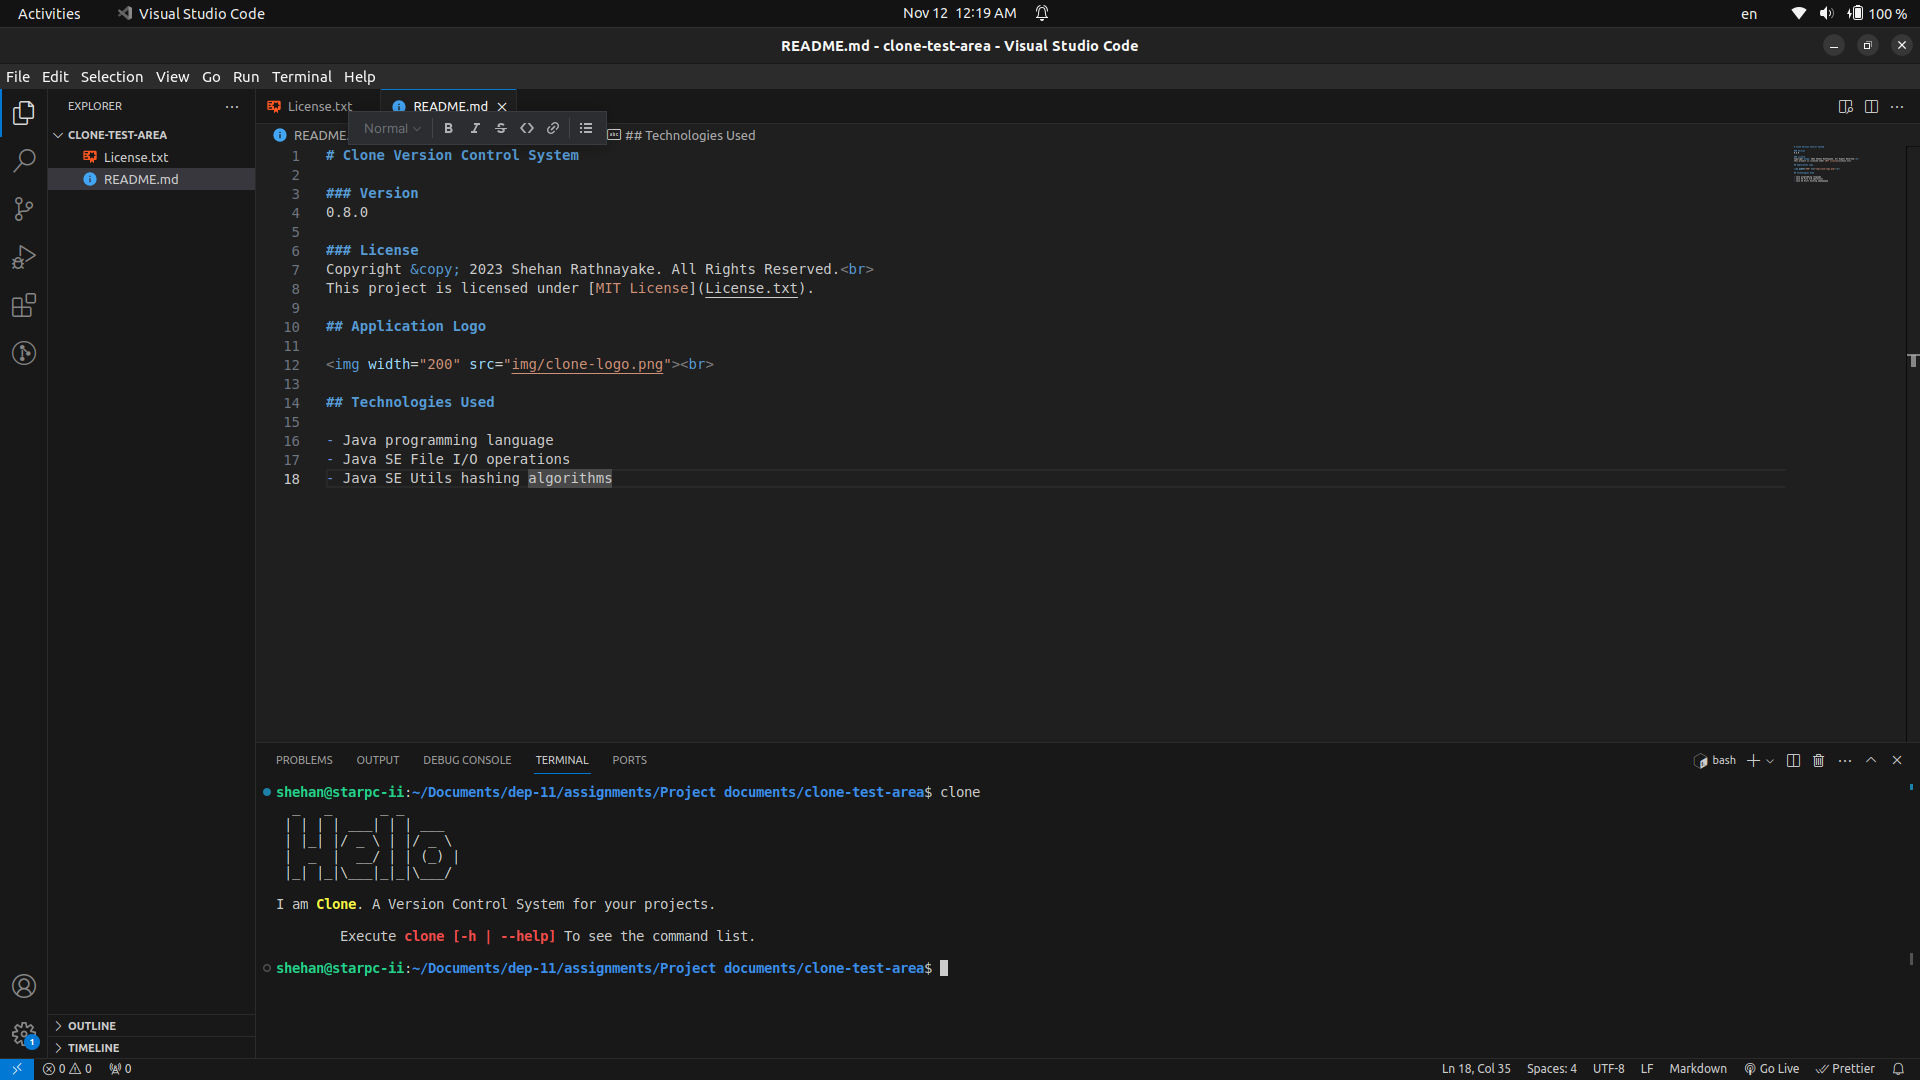 Activities Visual Studio Code Nov 12 12:19 AM en 100 %
README.md - clone-test-area - Visual Studio Code
File Edit Selection View Go Run Terminal Help
EXPLORER
CLONE-TEST-AREA
License.txt
README.md
OUTLINE
TIMELINE
License.txt README.md
Normal B I S
README. ## Technologies Used
1 # Clone Version Control System
2
3 ### Version
4 0.8.0
5
6 ### License
7 Copyright &copy; 2023 Shehan Rathnayake. All Rights Reserved.<br>
8 This project is licensed under [MIT License](License.txt).
9
10 ## Application Logo
11
12 <img width="200" src="img/clone-logo.png"><br>
13
14 ## Technologies Used
15
16 - Java programming language
17 - Java SE File I/O operations
18 - Java SE Utils hashing algorithms
PROBLEMS OUTPUT DEBUG CONSOLE TERMINAL PORTS bash
shehan@starpc-ii:~/Documents/dep-11/assignments/Project documents/clone-test-area$ clone
Hello
I am Clone. A Version Control System for your projects.
Execute clone [-h | --help] To see the command list.
shehan@starpc-ii:~/Documents/dep-11/assignments/Project documents/clone-test-area$
1
0 0 0 Ln 18, Col 35 Spaces: 4 UTF-8 LF Markdown Go Live Prettier